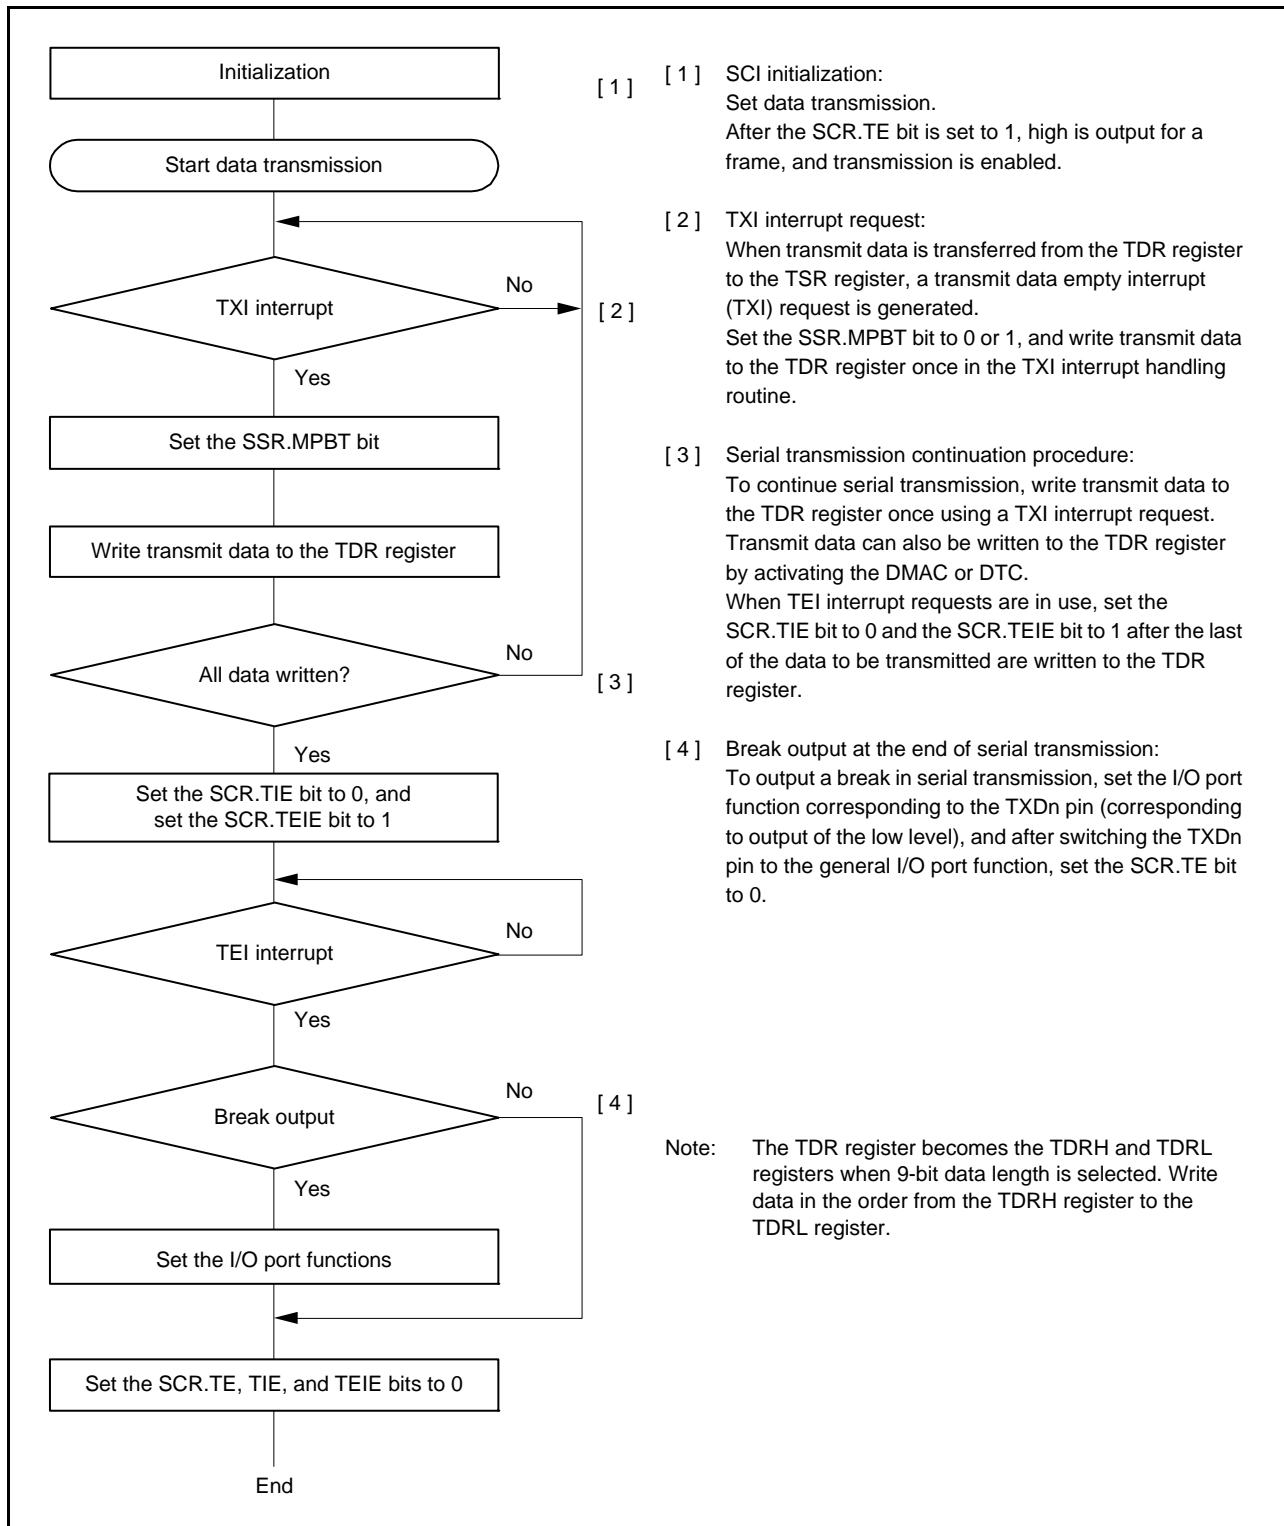 Initialization
[ 1 ]
Start data transmission
TXI interrupt
No
[ 2 ]
Yes
Set the SSR.MPBT bit
Write transmit data to the TDR register
All data written?
No
[ 3 ]
Yes
Set the SCR.TIE bit to 0, and
set the SCR.TEIE bit to 1
TEI interrupt
No
Yes
Break output
No
[ 4 ]
Yes
Set the I/O port functions
Set the SCR.TE, TIE, and TEIE bits to 0
End
[ 1 ] SCI initialization:
Set data transmission.
After the SCR.TE bit is set to 1, high is output for a
frame, and transmission is enabled.
[ 2 ] TXI interrupt request:
When transmit data is transferred from the TDR register
to the TSR register, a transmit data empty interrupt
(TXI) request is generated.
Set the SSR.MPBT bit to 0 or 1, and write transmit data
to the TDR register once in the TXI interrupt handling
routine.
[ 3 ] Serial transmission continuation procedure:
To continue serial transmission, write transmit data to
the TDR register once using a TXI interrupt request.
Transmit data can also be written to the TDR register
by activating the DMAC or DTC.
When TEI interrupt requests are in use, set the
SCR.TIE bit to 0 and the SCR.TEIE bit to 1 after the last
of the data to be transmitted are written to the TDR
register.
[ 4 ] Break output at the end of serial transmission:
To output a break in serial transmission, set the I/O port
function corresponding to the TXDn pin (corresponding
to output of the low level), and after switching the TXDn
pin to the general I/O port function, set the SCR.TE bit
to 0.
Note: The TDR register becomes the TDRH and TDRL
registers when 9-bit data length is selected. Write
data in the order from the TDRH register to the
TDRL register.